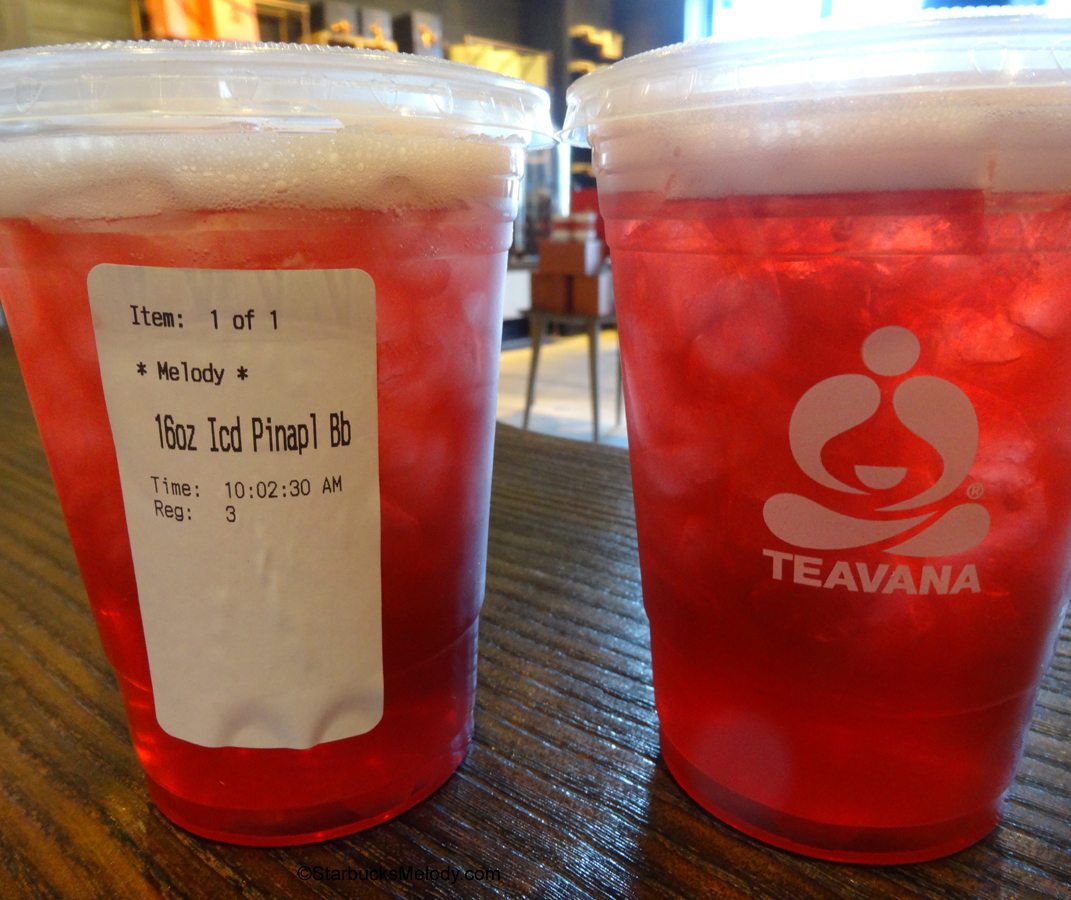 Item: 1 of 1
* Melody *
16oz Icd Pinapl Bb
Time: 10:02:30 AM
Reg: 3
®
TEAVANA
©StarbucksMelody.com